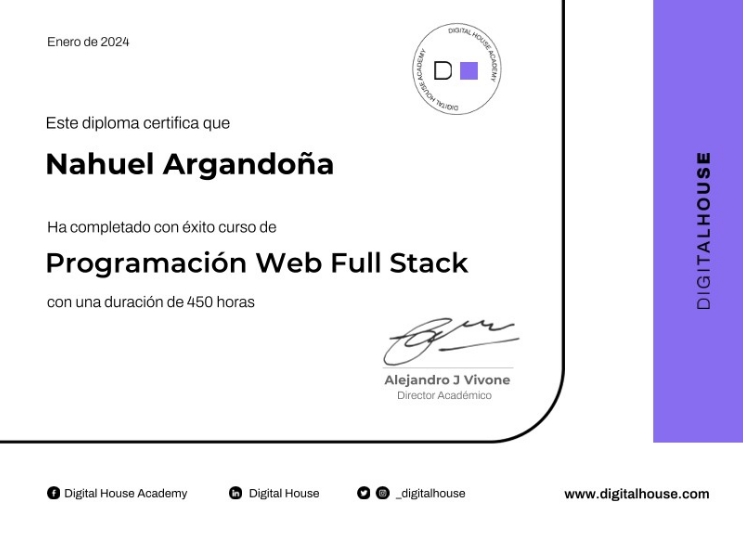 Enero de 2024
DIGITAL HOUSE ACADEMY
DIGITAL HOUSE ACADEMY
D
Este diploma certifica que
Nahuel Argandoña
Ha completado con éxito curso de
Programación Web Full Stack
con una duración de 450 horas
Alejandro J Vivone
Director Académico
DIGITALHOUSE
Digital House Academy
Digital House
_digitalhouse
www.digitalhouse.com